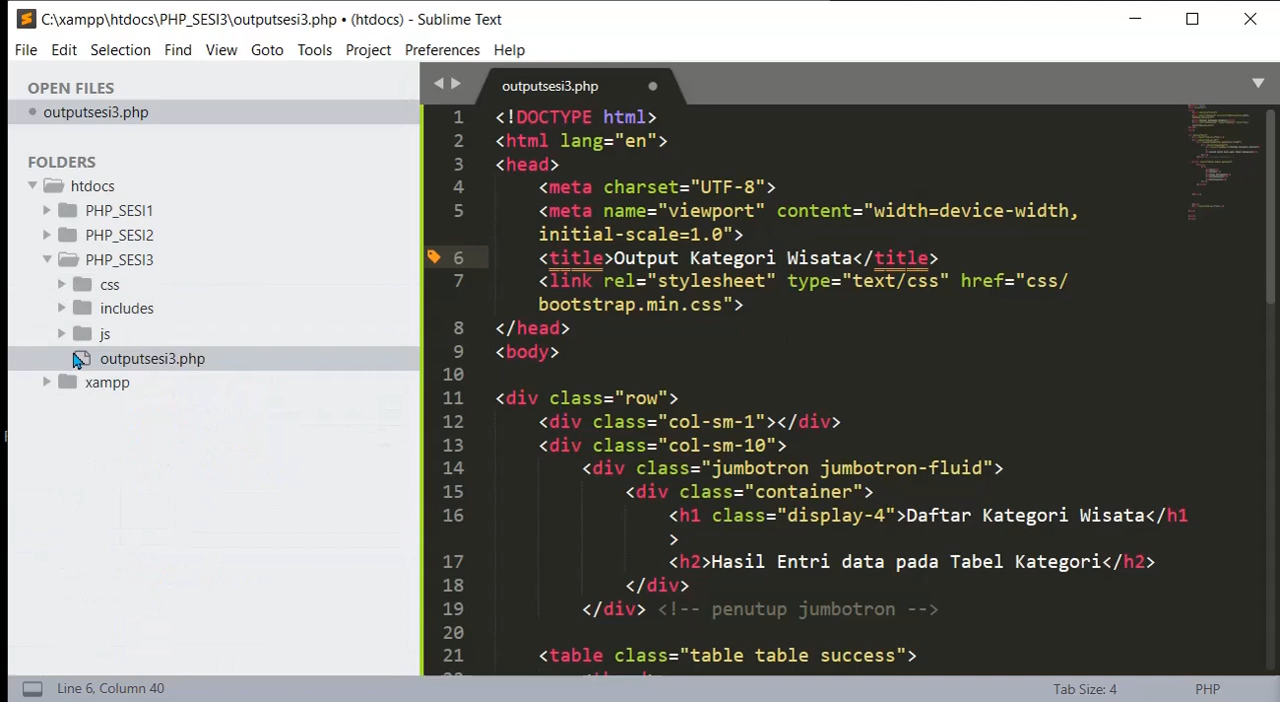 C:\xampp\htdocs\PHP_SESI3\outputsesi3.php • (htdocs) - Sublime Text
File Edit Selection Find View Goto Tools Project Preferences Help
OPEN FILES
outputsesi3.php
FOLDERS
htdocs
PHP_SESI1
PHP_SESI2
PHP_SESI3
css
includes
js
outputsesi3.php
xampp
outputsesi3.php
1 <!DOCTYPE html>
2 <html lang="en">
3 <head>
4 <meta charset="UTF-8">
5 <meta name="viewport" content="width=device-width,
initial-scale=1.0">
6 <title>Output Kategori Wisata</title>
7 <link rel="stylesheet" type="text/css" href="css/
bootstrap.min.css">
8 </head>
9 <body>
10
11 <div class="row">
12 <div class="col-sm-1"></div>
13 <div class="col-sm-10">
14 <div class="jumbotron jumbotron-fluid">
15 <div class="container">
16 <h1 class="display-4">Daftar Kategori Wisata</h1
>
17 <h2>Hasil Entri data pada Tabel Kategori</h2>
18 </div>
19 </div> <!-- penutup jumbotron -->
20
21 <table class="table table success">
Line 6, Column 40
Tab Size: 4
PHP